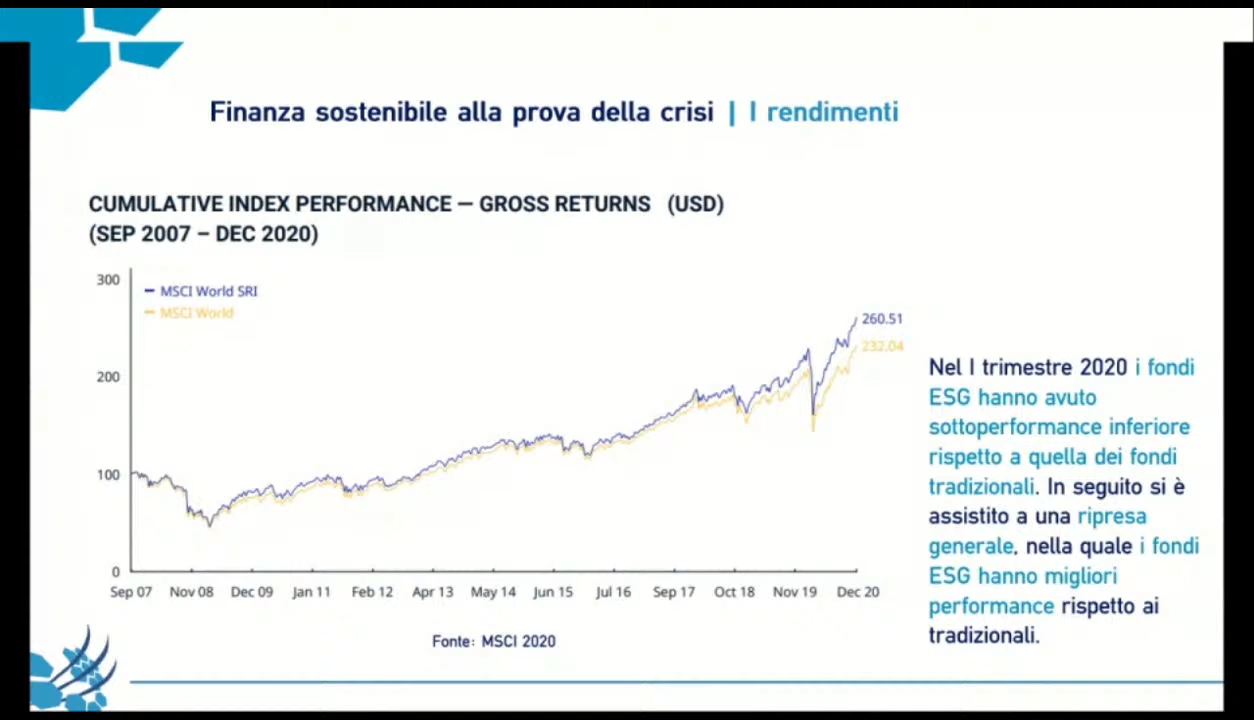 Finanza sostenibile alla prova della crisi | I rendimenti
CUMULATIVE INDEX PERFORMANCE — GROSS RETURNS (USD)
(SEP 2007 – DEC 2020)
300
200
100
0
MSCI World SRI
MSCI World
260.51
232.04
Sep 07 Nov 08 Dec 09 Jan 11 Feb 12 Apr 13 May 14 Jun 15 Jul 16 Sep 17 Oct 18 Nov 19 Dec 20
Fonte: MSCI 2020
Nel I trimestre 2020 i fondi
ESG hanno avuto
sottoperformance inferiore
rispetto a quella dei fondi
tradizionali. In seguito si è
assistito a una ripresa
generale, nella quale i fondi
ESG hanno migliori
performance rispetto ai
tradizionali.